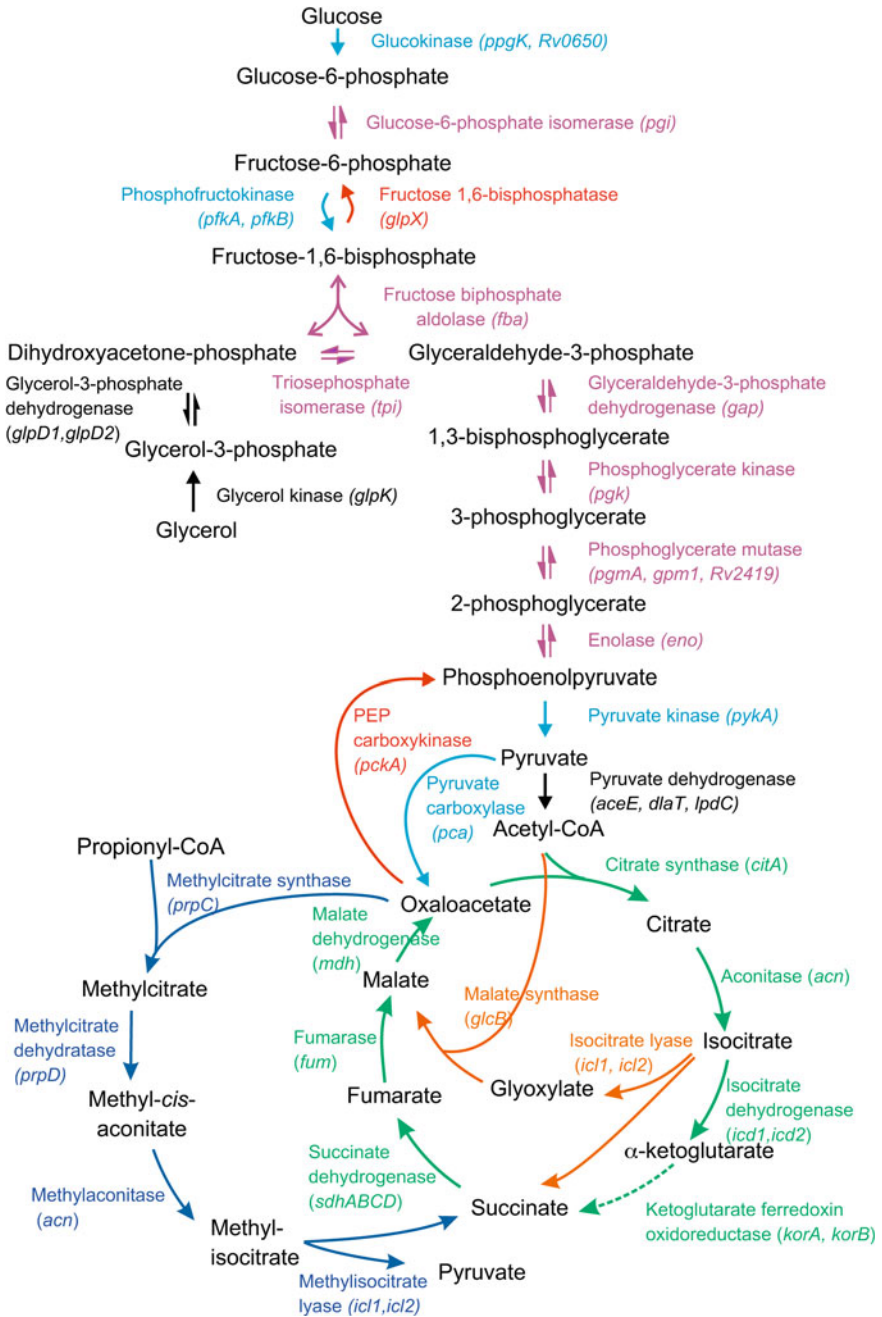 Glucose
Glucokinase (ppgK, Rv0650)
Glucose-6-phosphate
Glucose-6-phosphate isomerase (pgi)
Fructose-6-phosphate
Phosphofructokinase
(pfkA, pfkB)
Fructose 1,6-bisphosphatase
(glpX)
Fructose-1,6-bisphosphate
Fructose biphosphate
aldolase (fba)
Dihydroxyacetone-phosphate
Glyceraldehyde-3-phosphate
Glycerol-3-phosphate
dehydrogenase
(glpD1,glpD2)
Triosephosphate
isomerase (tpi)
Glyceraldehyde-3-phosphate
dehydrogenase (gap)
Glycerol-3-phosphate
1,3-bisphosphoglycerate
Glycerol kinase (glpK)
Phosphoglycerate kinase
(pgk)
Glycerol
3-phosphoglycerate
Phosphoglycerate mutase
(pgmA, gpm1, Rv2419)
2-phosphoglycerate
Enolase (eno)
Phosphoenolpyruvate
PEP
carboxykinase
(pckA)
Pyruvate kinase (pykA)
Pyruvate
Pyruvate
carboxylase
(pca)
Pyruvate dehydrogenase
(aceE, dlaT, lpdC)
Acetyl-CoA
Propionyl-CoA
Methylcitrate synthase
(prpC)
Citrate synthase (citA)
Oxaloacetate
Malate
dehydrogenase
(mdh)
Citrate
Malate
Methylcitrate
Aconitase (acn)
Malate synthase
(glcB)
Methylcitrate
dehydratase
(prpD)
Fumarase
(fum)
Isocitrate lyase
(icl1, icl2)
Isocitrate
Isocitrate
dehydrogenase
(icd1,icd2)
Glyoxylate
Fumarate
Methyl-cis-
aconitate
α-ketoglutarate
Succinate
dehydrogenase
(sdhABCD)
Methylaconitase
(acn)
Succinate
Ketoglutarate ferredoxin
oxidoreductase (korA, korB)
Methyl-
isocitrate
Pyruvate
Methylisocitrate
lyase (icl1,icl2)